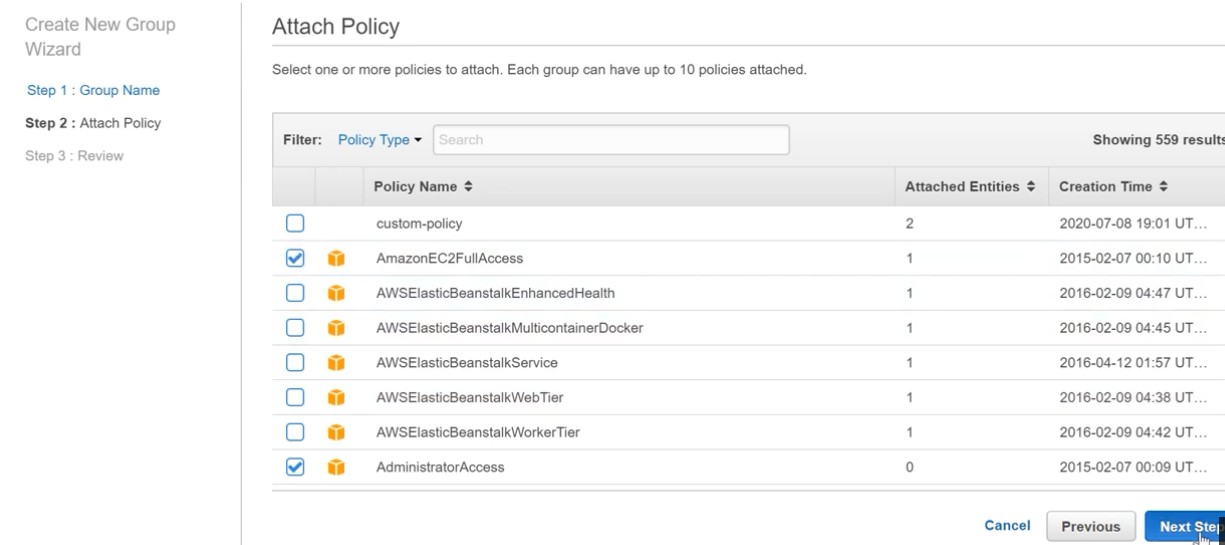 Create New Group
Wizard
Step 1 : Group Name
Step 2 : Attach Policy
Step 3 : Review
Attach Policy
Select one or more policies to attach. Each group can have up to 10 policies attached.
Filter: Policy Type Search Showing 559 results
Policy Name Attached Entities Creation Time
custom-policy 2 2020-07-08 19:01 UT…
AmazonEC2FullAccess 1 2015-02-07 00:10 UT…
AWSElasticBeanstalkEnhancedHealth 1 2016-02-09 04:47 UT…
AWSElasticBeanstalkMulticontainerDocker 1 2016-02-09 04:45 UT…
AWSElasticBeanstalkService 1 2016-04-12 01:57 UT…
AWSElasticBeanstalkWebTier 1 2016-02-09 04:38 UT…
AWSElasticBeanstalkWorkerTier 1 2016-02-09 04:42 UT…
AdministratorAccess 0 2015-02-07 00:09 UT…
Cancel Previous Next Step